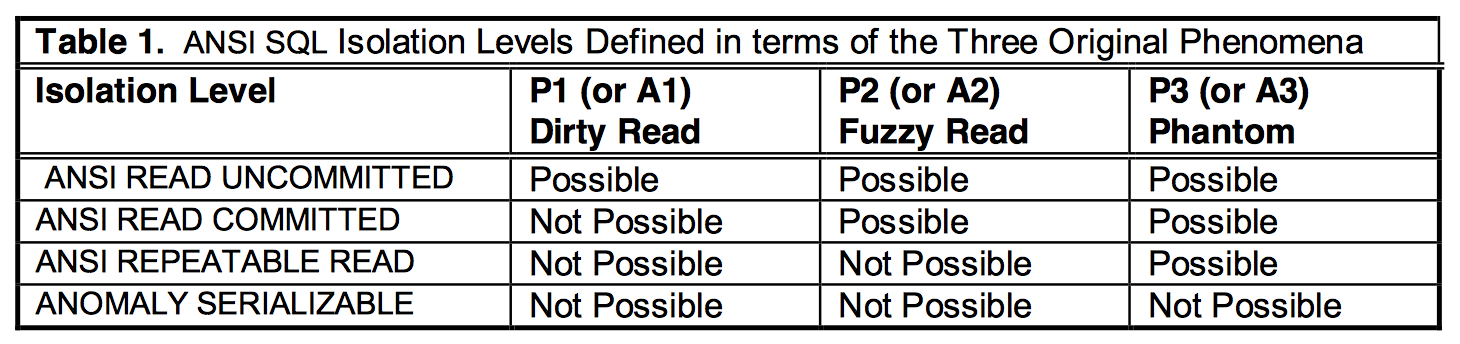 Table 1. ANSI SQL Isolation Levels Defined in terms of the Three Original Phenomena
Isolation Level P1 (or A1) Dirty Read P2 (or A2) Fuzzy Read P3 (or A3) Phantom
ANSI READ UNCOMMITTED Possible Possible Possible
ANSI READ COMMITTED Not Possible Possible Possible
ANSI REPEATABLE READ Not Possible Not Possible Possible
ANOMALY SERIALIZABLE Not Possible Not Possible Not Possible